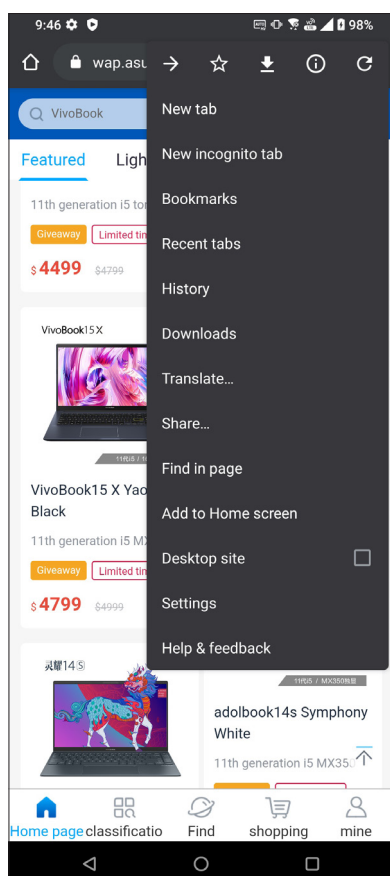 9:46 98%
wap.asu
VivoBook
Featured Ligh
New tab
New incognito tab
Bookmarks
Recent tabs
History
Downloads
Translate…
Share…
Find in page
Add to Home screen
Desktop site
Settings
Help & feedback
11th generation i5 tor
Giveaway Limited tin
$ 4499 $4799
VivoBook15X
VivoBook15 X Yao
Black
11th generation i5 M
Giveaway Limited tin
$ 4799 $4999
灵耀14 S
11代i5 / MX350独显
adolbook14s Symphony
White
11th generation i5 MX350
Home page classificatio Find shopping mine